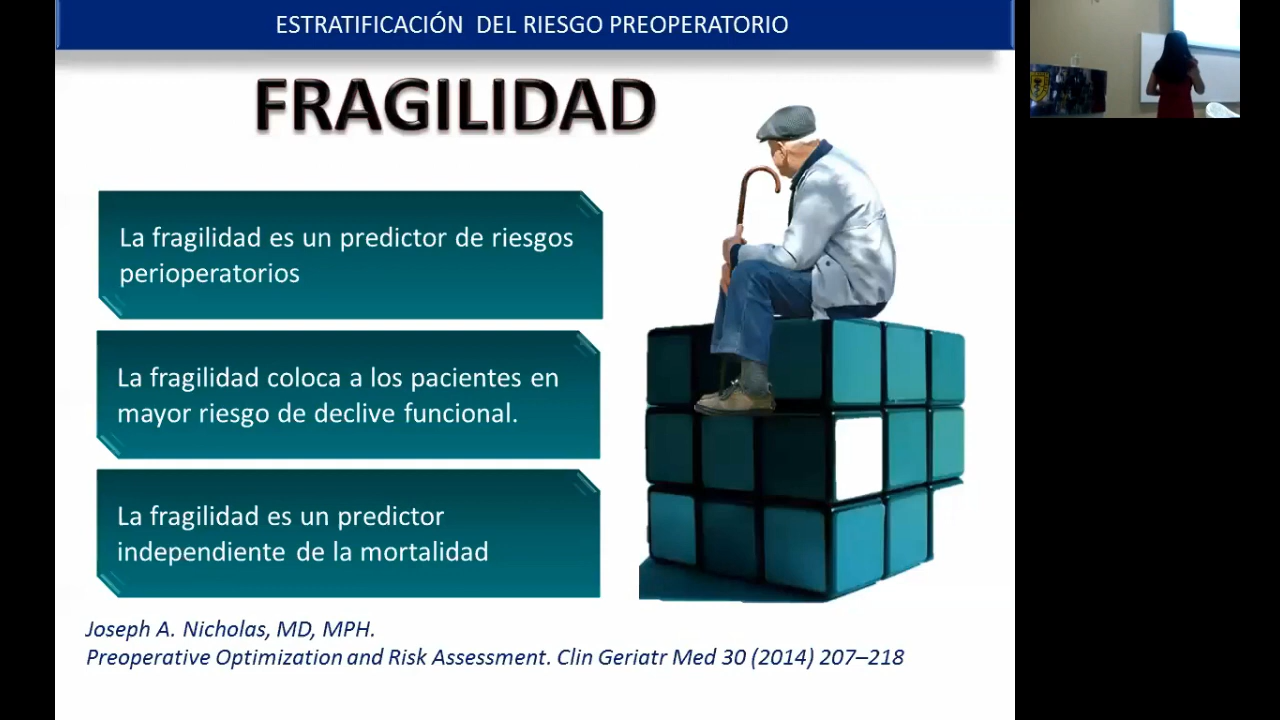 ESTRATIFICACIÓN DEL RIESGO PREOPERATORIO
FRAGILIDAD
La fragilidad es un predictor de riesgos
perioperatorios
La fragilidad coloca a los pacientes en
mayor riesgo de declive funcional.
La fragilidad es un predictor
independiente de la mortalidad
Joseph A. Nicholas, MD, MPH.
Preoperative Optimization and Risk Assessment. Clin Geriatr Med 30 (2014) 207–218